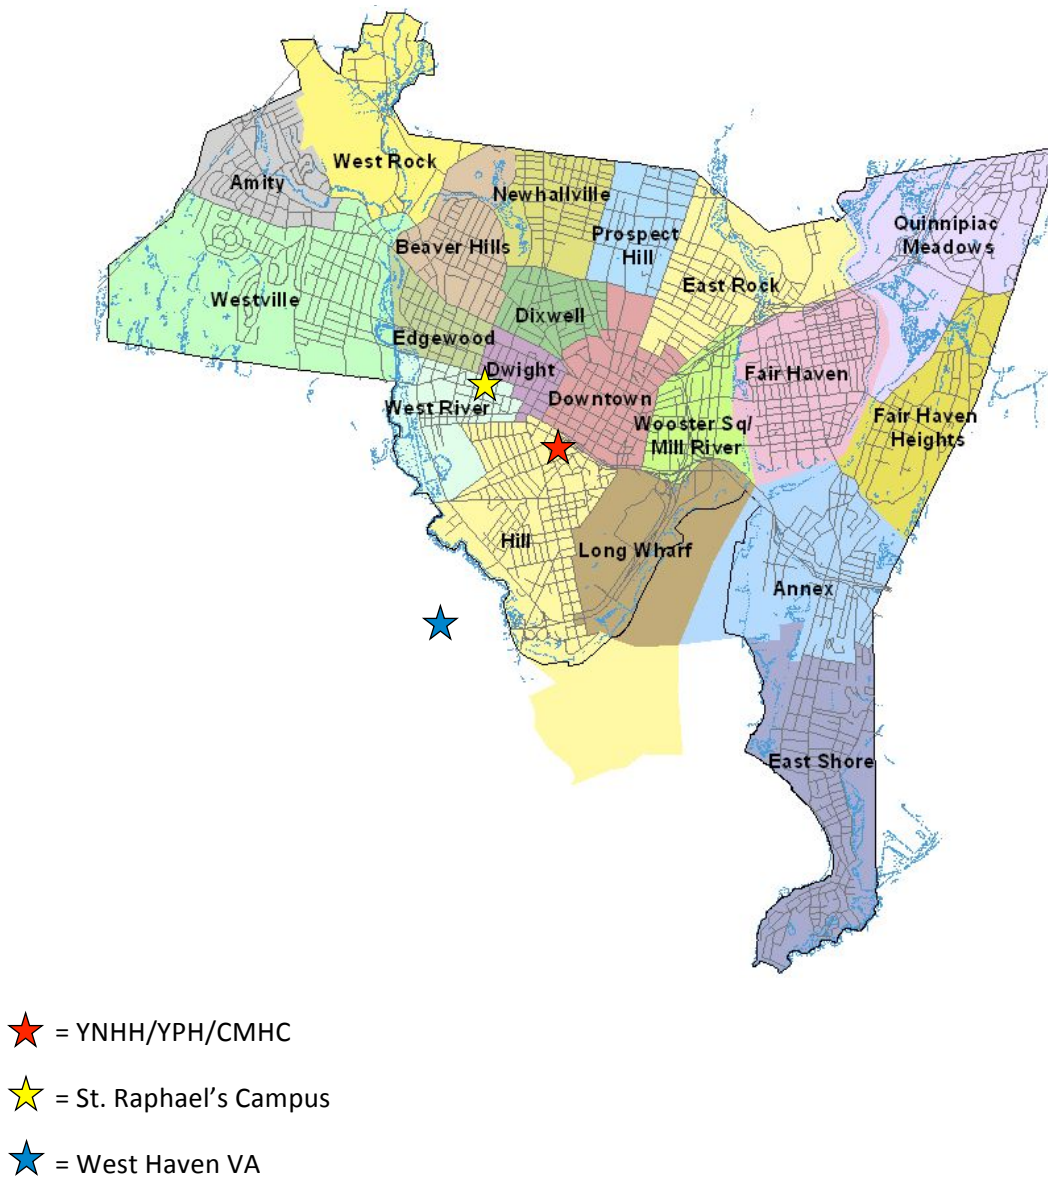 West Rock
Amity
Newhallville
Quinnipiac
Meadows
Beaver Hills
Prospect
Hill
East Rock
Westville
Dixwell
Edgewood
Dwight
Fair Haven
West River
Downtown
Wooster Sq/
Mill River
Fair Haven
Heights
Hill
Long Wharf
Annex
East Shore
= YNHH/YPH/CMHC
= St. Raphael’s Campus
= West Haven VA